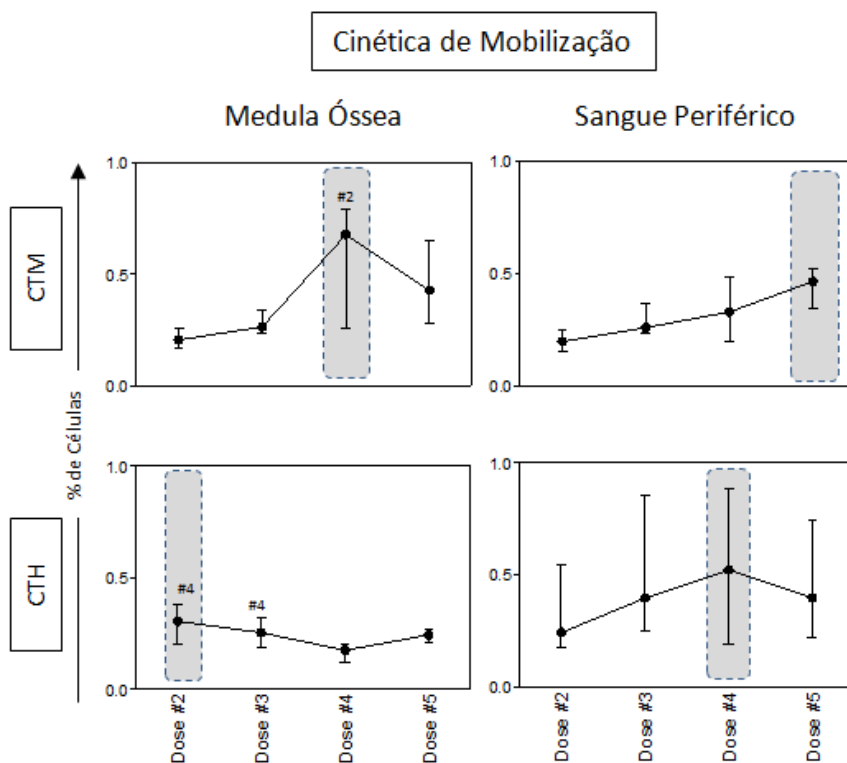 Cinética de Mobilização
Medula Óssea
Sangue Periférico
CTM
% de Células
CTH
1.0
0.5
0.0
#2
1.0
0.5
0.0
1.0
0.5
0.0
#4
#4
Dose #2
Dose #3
Dose #4
Dose #5
1.0
0.5
0.0
Dose #2
Dose #3
Dose #4
Dose #5